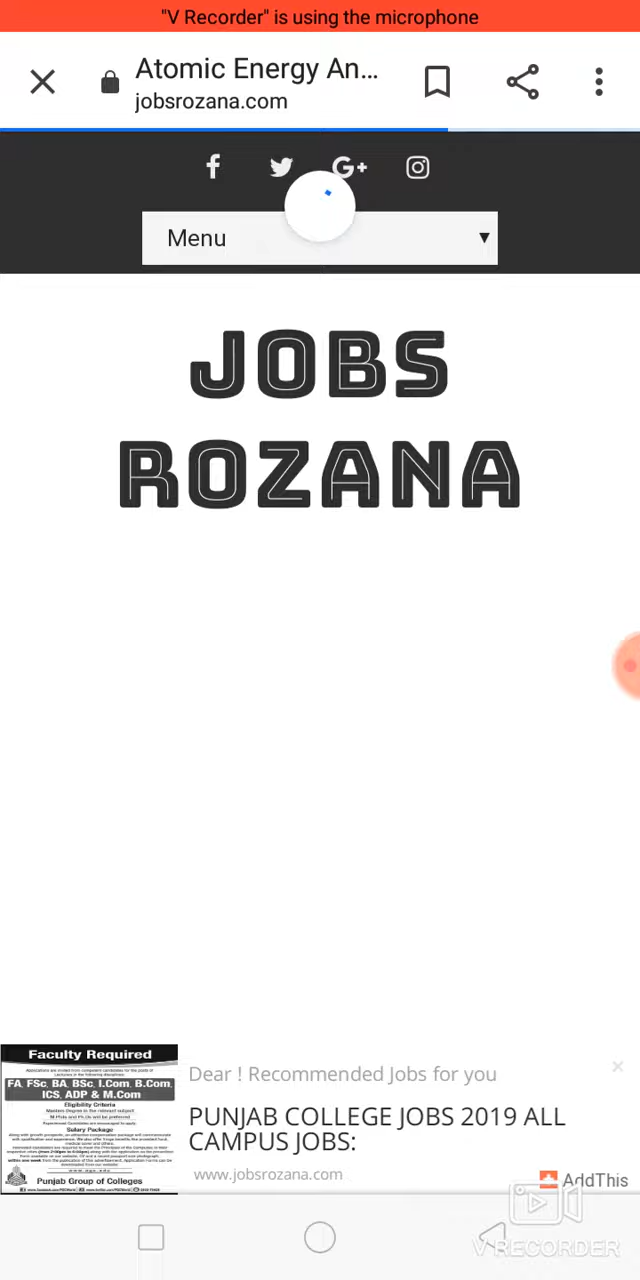 "V Recorder" is using the microphone
Atomic Energy An...
jobsrozana.com
Menu
JOBS
ROZANA
Faculty Required
FA, FSc, BA, BSc, I.Com, B.Com,
ICS, ADP & M.Com
Eligibility Criteria
Salary Package
Punjab Group of Colleges
Dear ! Recommended Jobs for you
PUNJAB COLLEGE JOBS 2019 ALL
CAMPUS JOBS:
www.jobsrozana.com
AddThis
V RECORDER